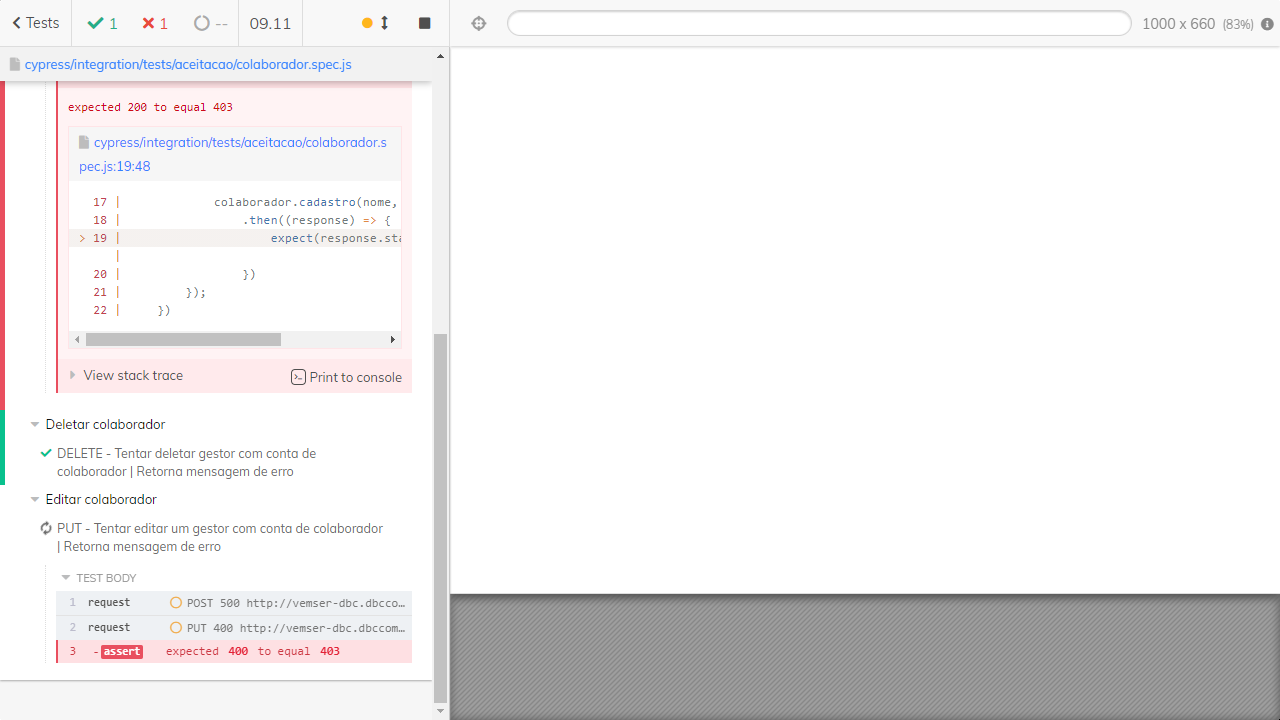 Tests
1
1
--
09.11
1000 x 660 (83%)
cypress/integration/tests/aceitacao/colaborador.spec.js
expected 200 to equal 403
cypress/integration/tests/aceitacao/colaborador.s
pec.js:19:48
17 | colaborador.cadastro(nome,
18 | .then((response) => {
> 19 | expect(response.sta
|
20 | })
21 | });
22 | })
View stack trace
Print to console
Deletar colaborador
DELETE - Tentar deletar gestor com conta de
colaborador | Retorna mensagem de erro
Editar colaborador
PUT - Tentar editar um gestor com conta de colaborador
| Retorna mensagem de erro
TEST BODY
1 request POST 500 http://vemser-dbc.dbcco…
2 request PUT 400 http://vemser-dbc.dbccom…
3 -assert expected 400 to equal 403